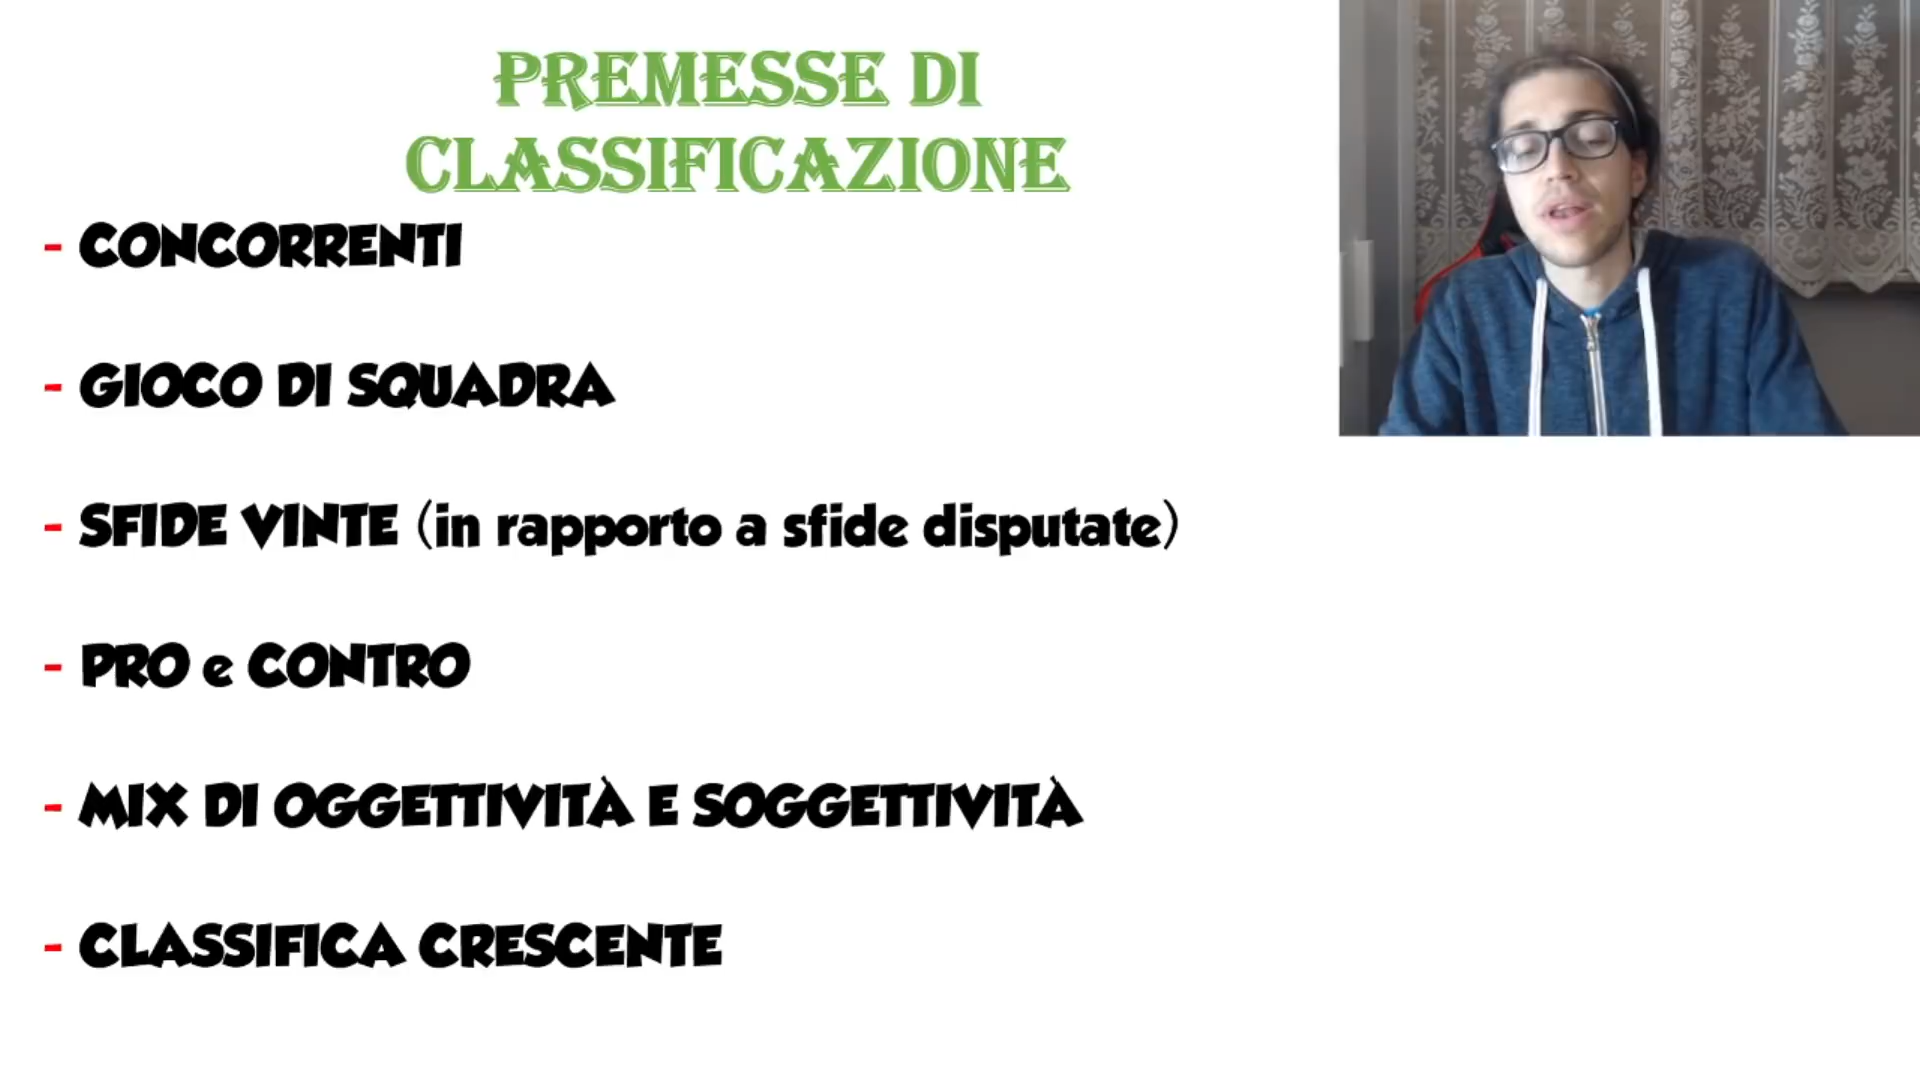 PREMESSE DI
CLASSIFICAZIONE
- CONCORRENTI
- GIOCO DI SQUADRA
- SFIDE VINTE (in rapporto a sfide disputate)
- PRO e CONTRO
- MIX DI OGGETTIVITÀ E SOGGETTIVITÀ
- CLASSIFICA CRESCENTE